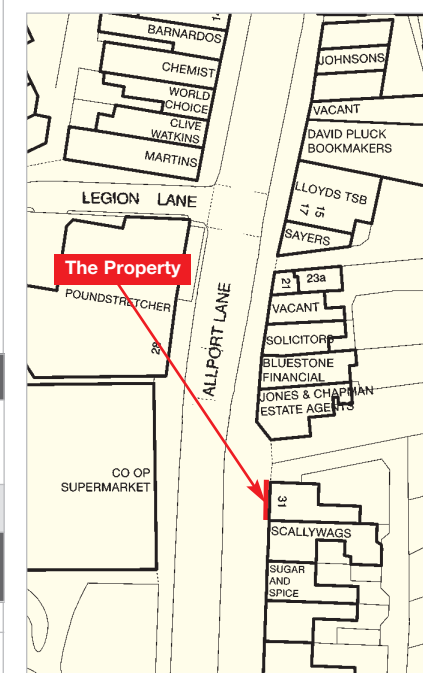 1-
BARNARDOS
CHEMIST
WORLD
CHOICE
CLIVE
WATKINS
MARTINS
JOHNSONS
VACANT
DAVID PLUCK
BOOKMAKERS
LLOYDS TSB
15
17
SAYERS
LEGION LANE
The Property
POUNDSTRETCHER
28
ALLPORT LANE
21
23a
VACANT
SOLICITORS
BLUESTONE
FINANCIAL
JONES & CHAPMAN
ESTATE AGENTS
CO OP
SUPERMARKET
31
SCALLYWAGS
SUGAR
AND
SPICE